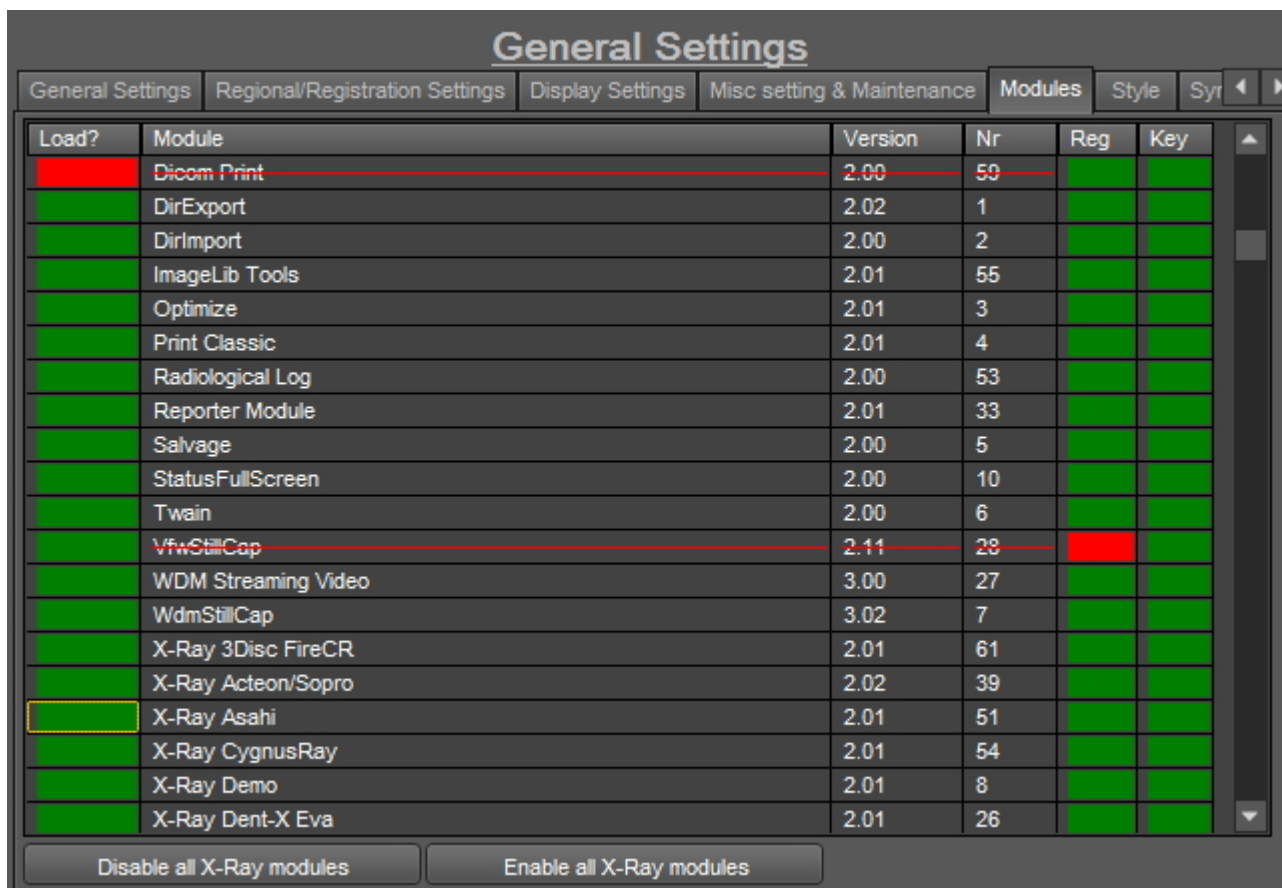 General Settings
General Settings Regional/Registration Settings Display Settings Misc setting & Maintenance Modules Style
Load? Module Version Nr Reg Key
Dicom Print 2.00 59
DirExport 2.02 1
DirImport 2.00 2
ImageLib Tools 2.01 55
Optimize 2.01 3
Print Classic 2.01 4
Radiological Log 2.00 53
Reporter Module 2.01 33
Salvage 2.00 5
StatusFullScreen 2.00 10
Twain 2.00 6
VfwStillCap 2.11 28
WDM Streaming Video 3.00 27
WdmStillCap 3.02 7
X-Ray 3Disc FireCR 2.01 61
X-Ray Acteon/Sopro 2.02 39
X-Ray Asahi 2.01 51
X-Ray CygnusRay 2.01 54
X-Ray Demo 2.01 8
X-Ray Dent-X Eva 2.01 26
Disable all X-Ray modules Enable all X-Ray modules